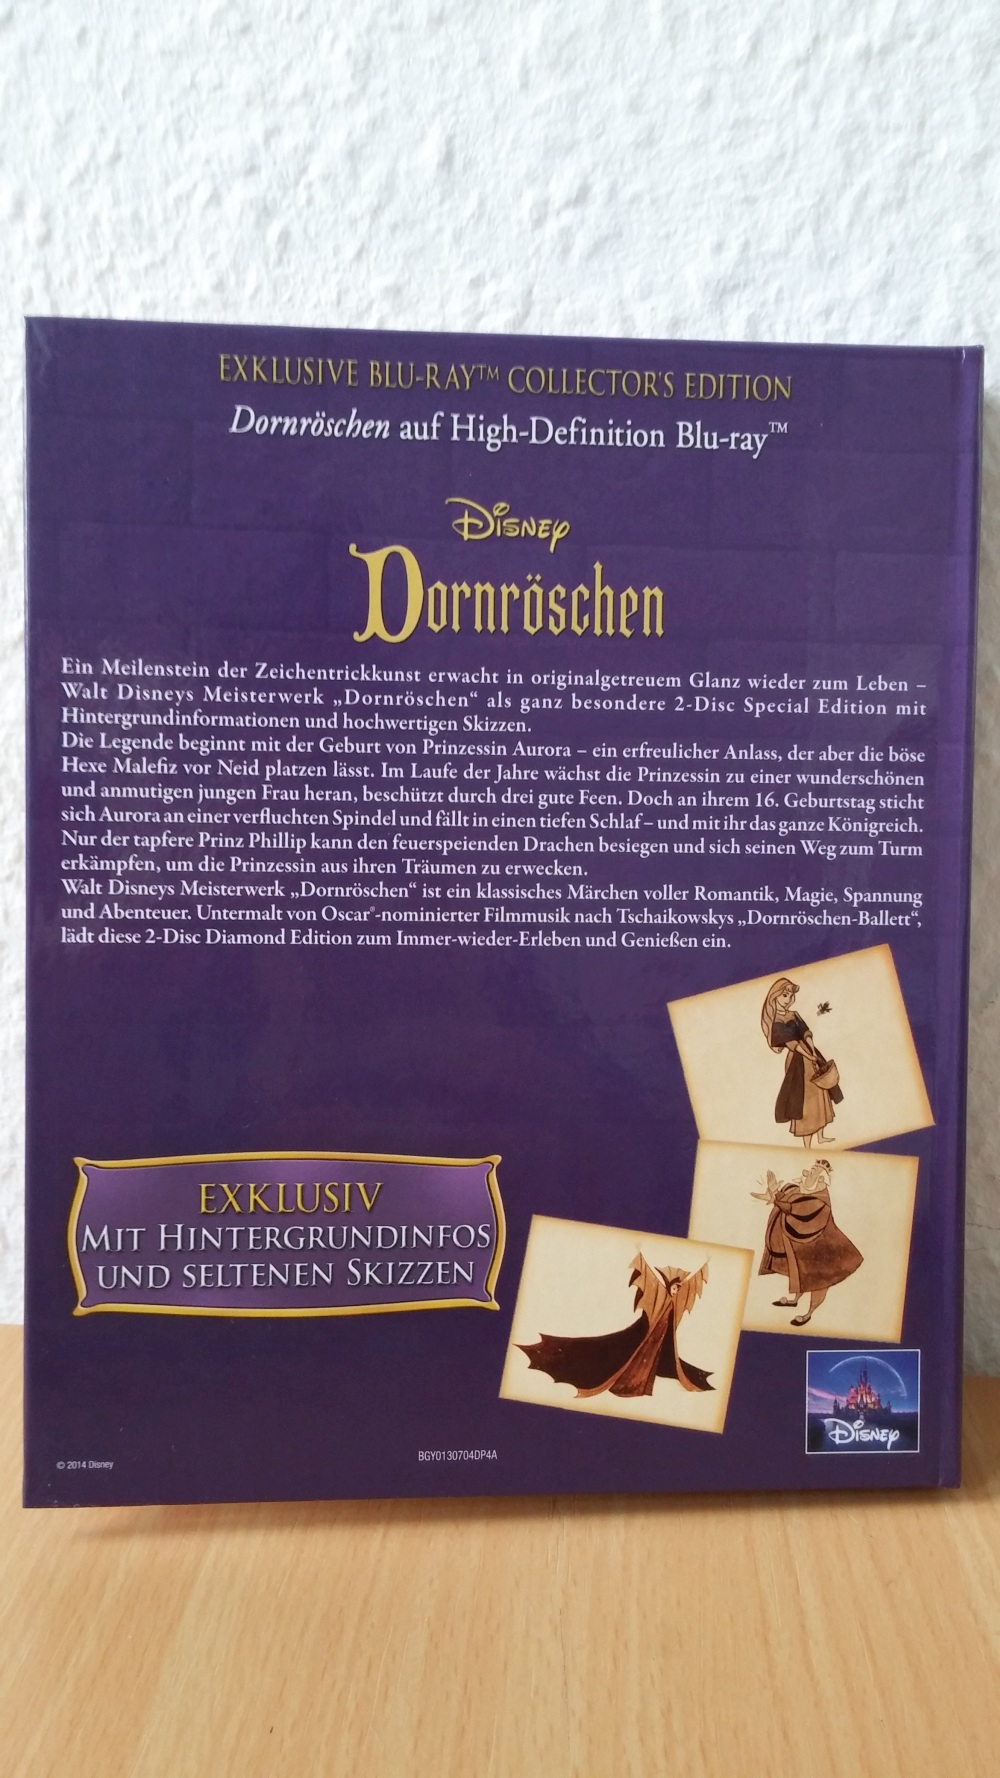 EXKLUSIVE BLU-RAY™ COLLECTOR'S EDITION
Dornröschen auf High-Definition Blu-ray™
Disney
Dornröschen
Ein Meilenstein der Zeichentrickkunst erwacht in originalgetreuem Glanz wieder zum Leben –
Walt Disneys Meisterwerk „Dornröschen“ als ganz besondere 2-Disc Special Edition mit
Hintergrundinformationen und hochwertigen Skizzen.
Die Legende beginnt mit der Geburt von Prinzessin Aurora – ein erfreulicher Anlass, der aber die böse
Hexe Malefiz vor Neid platzen lässt. Im Laufe der Jahre wächst die Prinzessin zu einer wunderschönen
und anmutigen jungen Frau heran, beschützt durch drei gute Feen. Doch an ihrem 16. Geburtstag sticht
sich Aurora an einer verfluchten Spindel und fällt in einen tiefen Schlaf – und mit ihr das ganze Königreich.
Nur der tapfere Prinz Phillip kann den feuerspeienden Drachen besiegen und sich seinen Weg zum Turm
erkämpfen, um die Prinzessin aus ihren Träumen zu erwecken.
Walt Disneys Meisterwerk „Dornröschen“ ist ein klassisches Märchen voller Romantik, Magie, Spannung
und Abenteuer. Untermalt von Oscar®-nominierter Filmmusik nach Tschaikowskys „Dornröschen-Ballett“,
lädt diese 2-Disc Diamond Edition zum Immer-wieder-Erleben und Genießen ein.
EXKLUSIV
MIT HINTERGRUNDINFOS
UND SELTENEN SKIZZEN
Disney
© 2014 Disney
BGY0130704DP4A